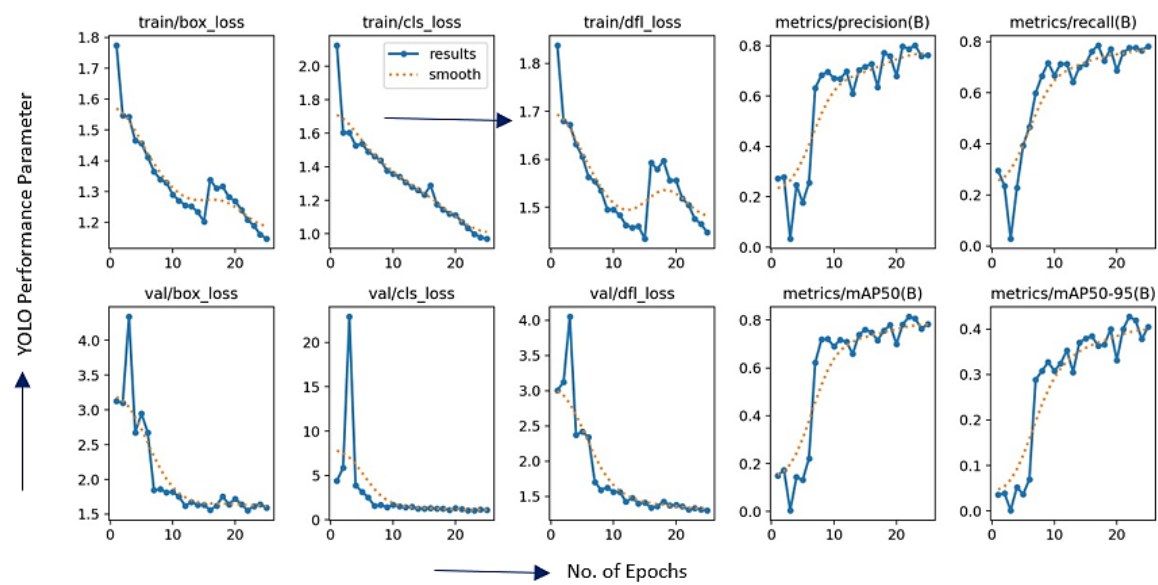 train/box_loss train/cls_loss train/dfl_loss metrics/precision(B) metrics/recall(B)
1.8 1.7 1.6 1.5 1.4 1.3 1.2
0 10 20
2.0 1.8 1.6 1.4 1.2 1.0
0 10 20
results
smooth
1.8 1.7 1.6 1.5
0 10 20
0.8 0.6 0.4 0.2 0.0
0 10 20
0.8 0.6 0.4 0.2 0.0
0 10 20
YOLO Performance Parameter
val/box_loss val/cls_loss val/dfl_loss metrics/mAP50(B) metrics/mAP50-95(B)
4.0 3.5 3.0 2.5 2.0 1.5
0 10 20
20 15 10 5 0
0 10 20
4.0 3.5 3.0 2.5 2.0 1.5
0 10 20
0.8 0.6 0.4 0.2 0.0
0 10 20
0.4 0.3 0.2 0.1 0.0
0 10 20
No. of Epochs